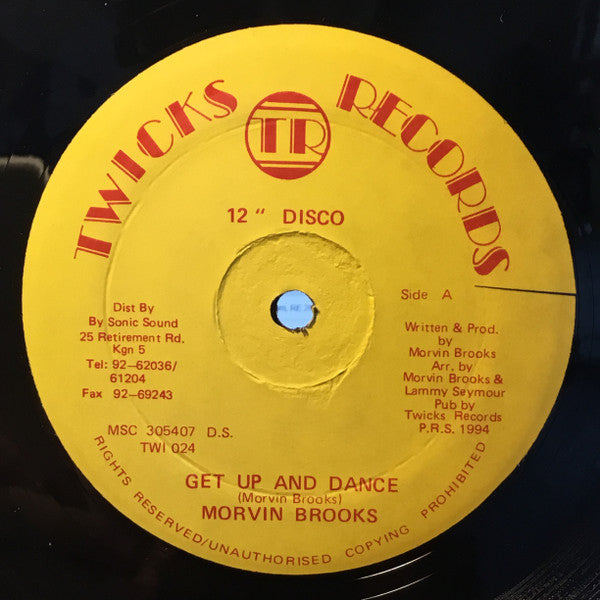 TWICKS RECORDS
TR
12" DISCO
Dist By
By Sonic Sound
25 Retirement Rd,
Kgn 5
Tel: 92-62036/
61204
Fax 92-69243
Side A
Written & Prod.
by
Morvin Brooks
Arr, by
Morvin Brooks &
Lammy Seymour
Pub by
Twicks Records
P.R.S. 1994
MSC 305407 D.S.
TWI 024
GET UP AND DANCE
(Morvin Brooks)
MORVIN BROOKS
RIGHTS RESERVED/UNAUTHORISED COPYING PROHIBITED